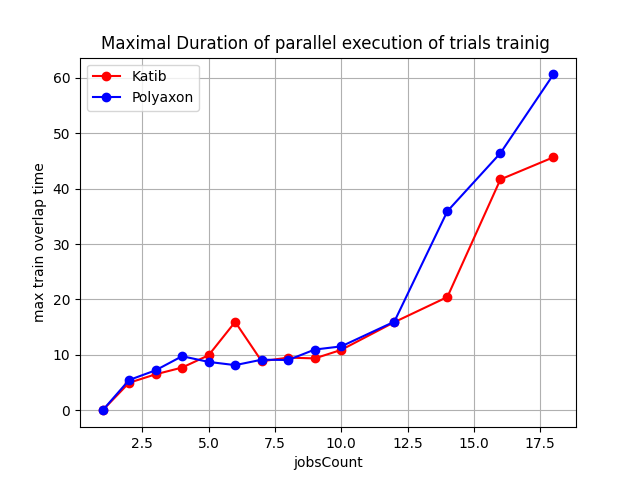 Maximal Duration of parallel execution of trials trainig
Katib
Polyaxon
max train overlap time
60
50
40
30
20
10
0
2.5 5.0 7.5 10.0 12.5 15.0 17.5
jobsCount